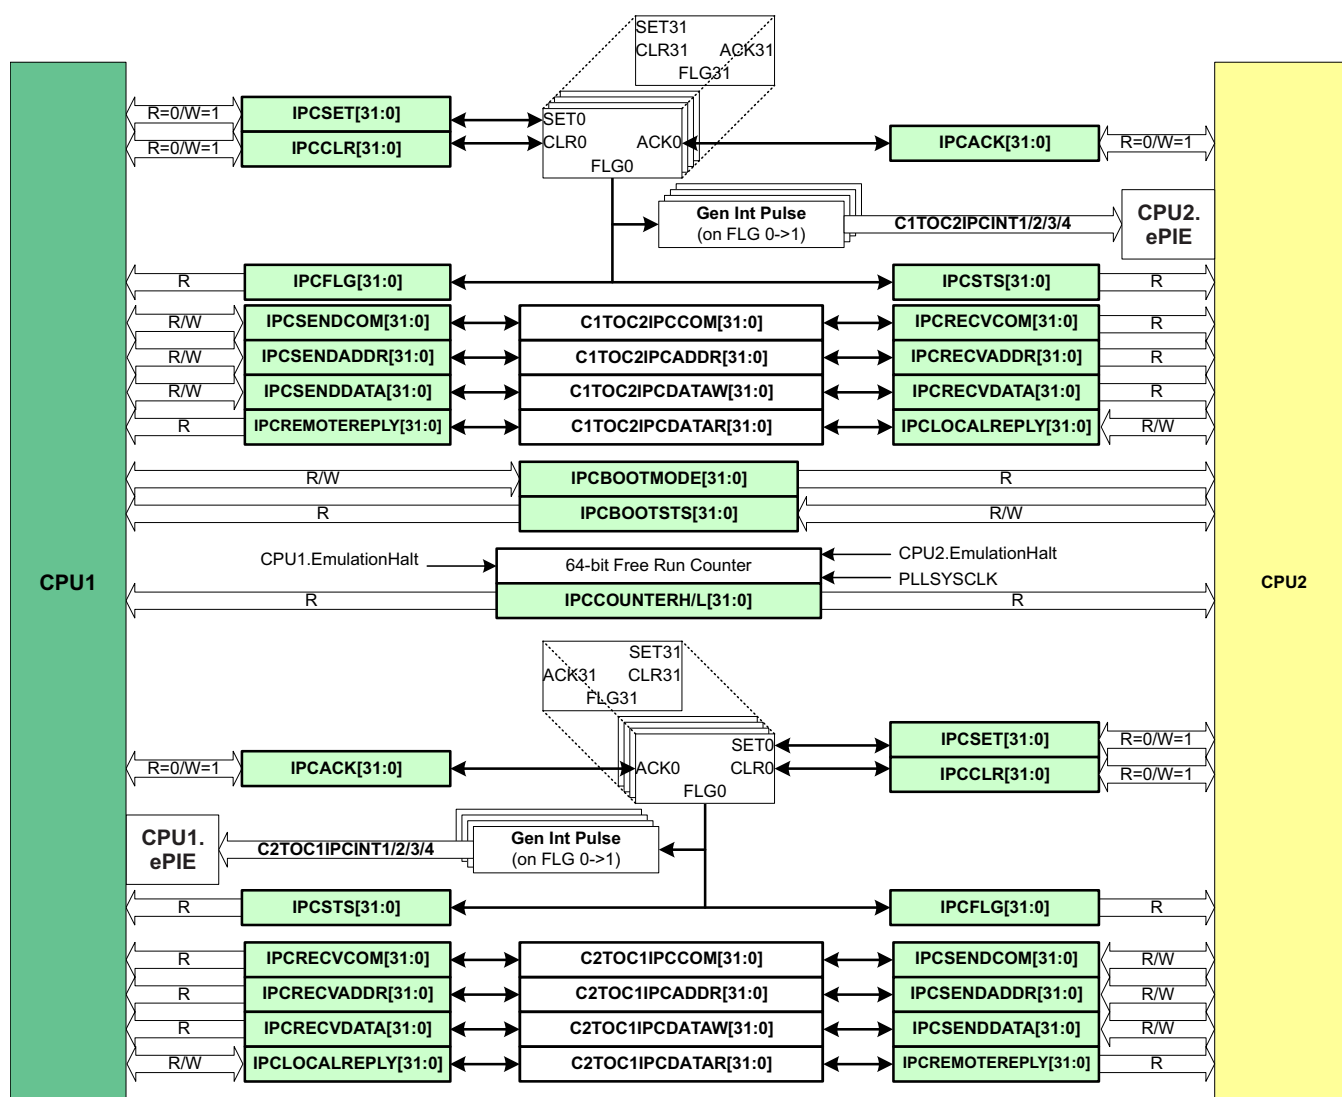 SET31
CLR31 ACK31
FLG31
R=0/W=1 IPCSET[31:0] SET0
R=0/W=1 IPCCLR[31:0] CLR0 ACK0 IPCACK[31:0] R=0/W=1
FLG0
Gen Int Pulse
(on FLG 0->1)
C1TOC2IPCINT1/2/3/4
CPU2.
ePIE
R IPCFLG[31:0] IPCSTS[31:0] R
R/W IPCSENDCOM[31:0] C1TOC2IPCCOM[31:0] IPCRECVCOM[31:0] R
R/W IPCSENDADDR[31:0] C1TOC2IPCADDR[31:0] IPCRECVADDR[31:0] R
R/W IPCSENDDATA[31:0] C1TOC2IPCDATAW[31:0] IPCRECVDATA[31:0] R
R IPCREMOTEREPLY[31:0] C1TOC2IPCDATAR[31:0] IPCLOCALREPLY[31:0] R/W
R/W IPCBOOTMODE[31:0] R
R IPCBOOTSTS[31:0] R/W
CPU1.EmulationHalt 64-bit Free Run Counter CPU2.EmulationHalt
PLLSYSCLK
CPU1
CPU2
R IPCCOUNTERH/L[31:0] R
SET31
ACK31 CLR31
FLG31
SET0 IPCSET[31:0] R=0/W=1
R=0/W=1 IPCACK[31:0] ACK0 CLR0 IPCCLR[31:0] R=0/W=1
FLG0
CPU1.
ePIE
C2TOC1IPCINT1/2/3/4
Gen Int Pulse
(on FLG 0->1)
R IPCSTS[31:0] IPCFLG[31:0] R
R IPCRECVCOM[31:0] C2TOC1IPCCOM[31:0] IPCSENDCOM[31:0] R/W
R IPCRECVADDR[31:0] C2TOC1IPCADDR[31:0] IPCSENDADDR[31:0] R/W
R IPCRECVDATA[31:0] C2TOC1IPCDATAW[31:0] IPCSENDDATA[31:0] R/W
R/W IPCLOCALREPLY[31:0] C2TOC1IPCDATAR[31:0] IPCREMOTEREPLY[31:0] R